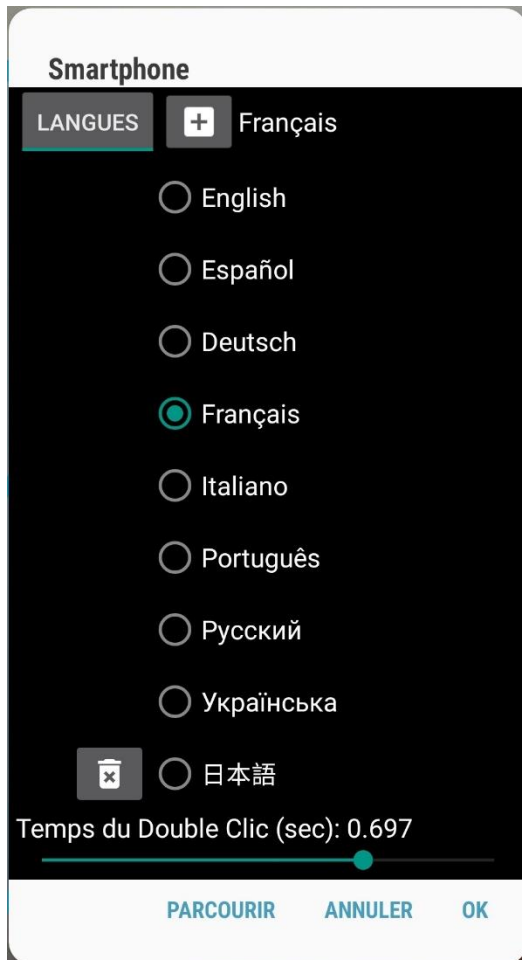 Smartphone
LANGUES Français
English
Español
Deutsch
Français
Italiano
Português
Русский
Українська
日本語
Temps du Double Clic (sec): 0.697
PARCOURIR ANNULER OK